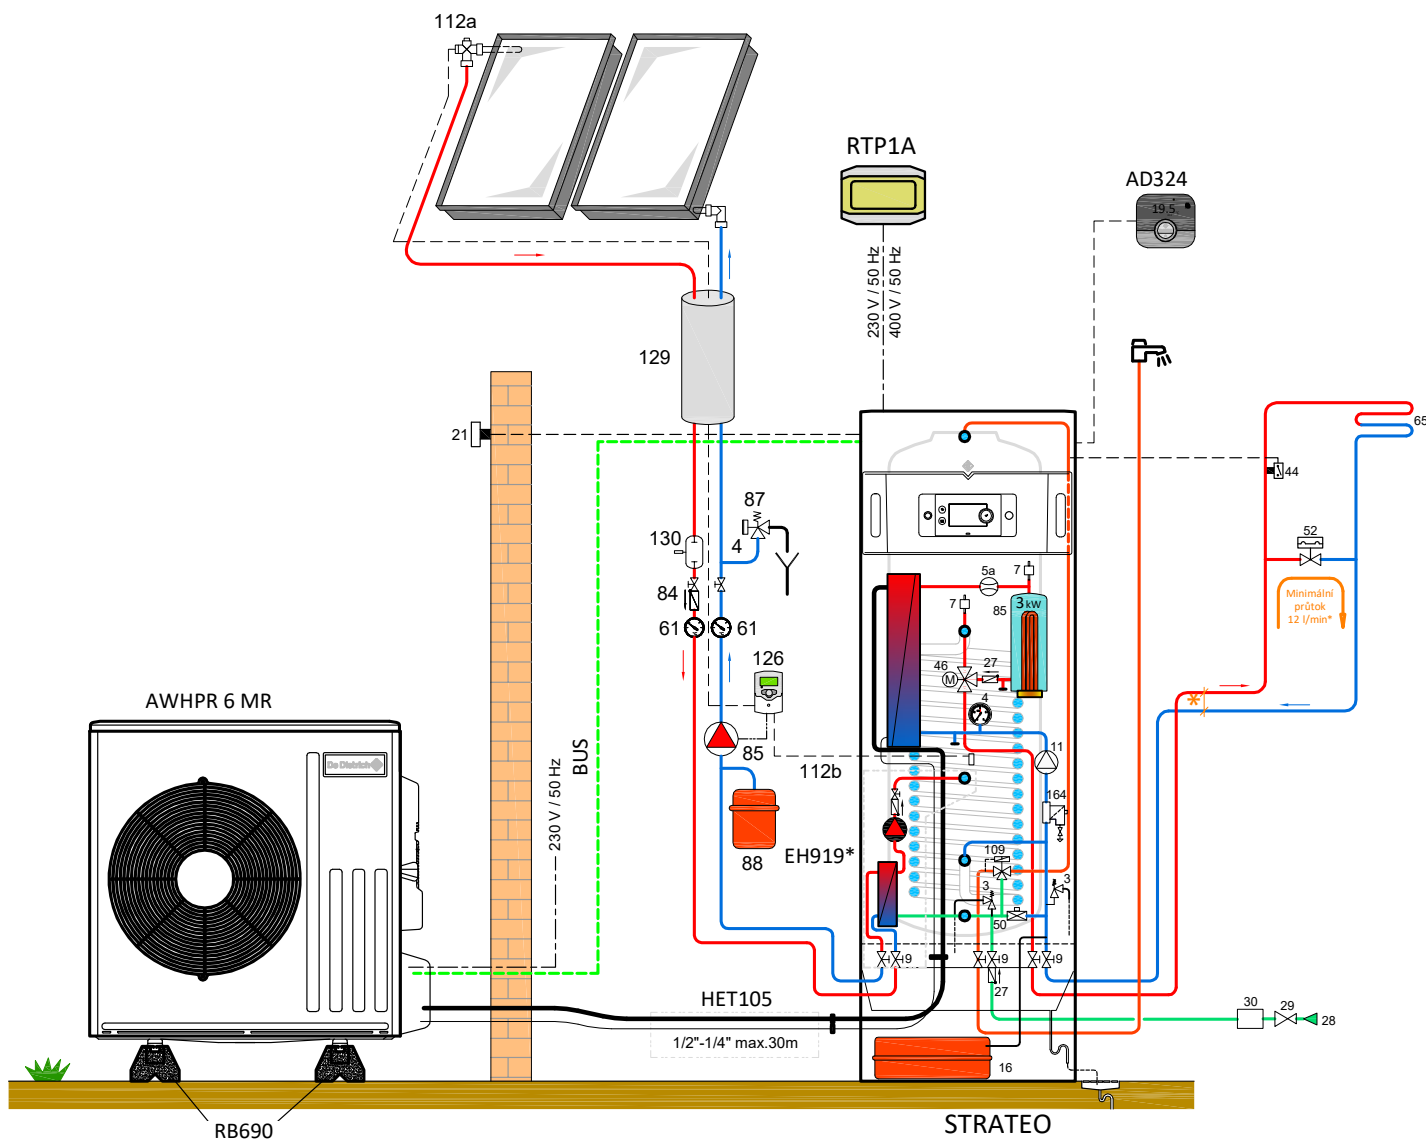 112a
RTP1A
AD324
19.5
230 V / 50 Hz
400 V / 50 Hz
129
21
65
44
87
52
130
4
5a
7
84
7
85
3 kW
Minimální
průtok
12 l/min*
61
61
126
46
M
27
4
*
AWHPR 6 MR
De Dietrich
BUS
230 V / 50 Hz
85
112b
11
164
88
EH919*
109
3
3
50
9
9
9
27
HET105
1/2"-1/4" max.30m
30
29
28
16
STRATEO
RB690